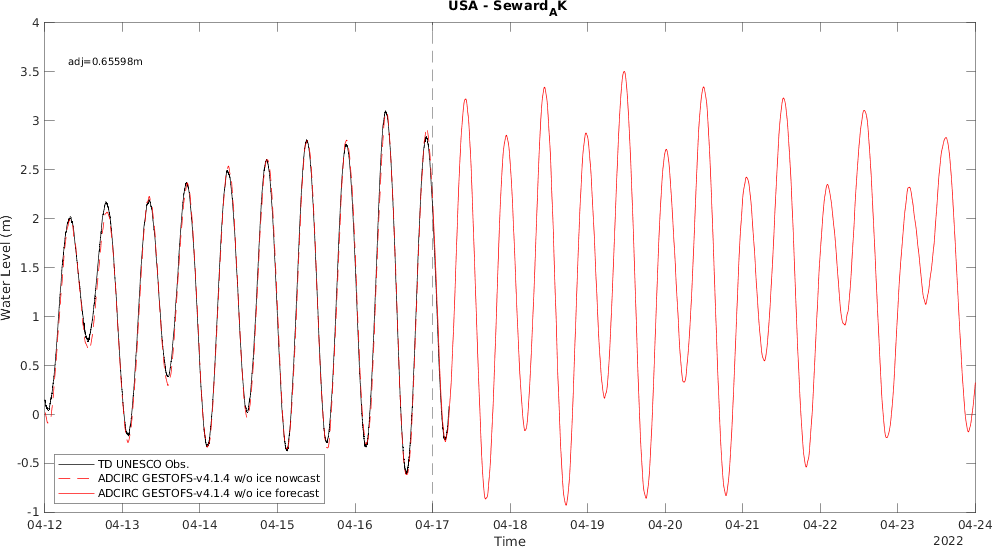 USA - Seward_AK
adj=0.65598m
Water Level (m)
4
3.5
3
2.5
2
1.5
1
0.5
0
-0.5
-1
TD UNESCO Obs.
ADCIRC GESTOFS-v4.1.4 w/o ice nowcast
ADCIRC GESTOFS-v4.1.4 w/o ice forecast
04-12 04-13 04-14 04-15 04-16 04-17 04-18 04-19 04-20 04-21 04-22 04-23 04-24
Time
2022